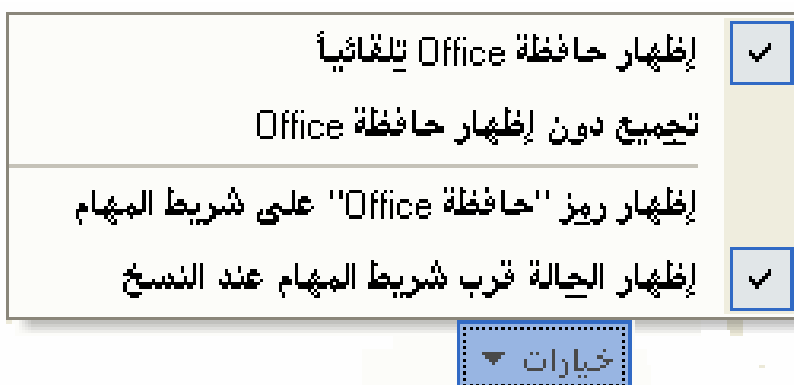 إظهار حافظة Office تلقائياً
تجميع دون إظهار حافظة Office
إظهار رمز "حافظة Office" على شريط المهام
إظهار الحالة قرب شريط المهام عند النسخ
خيارات